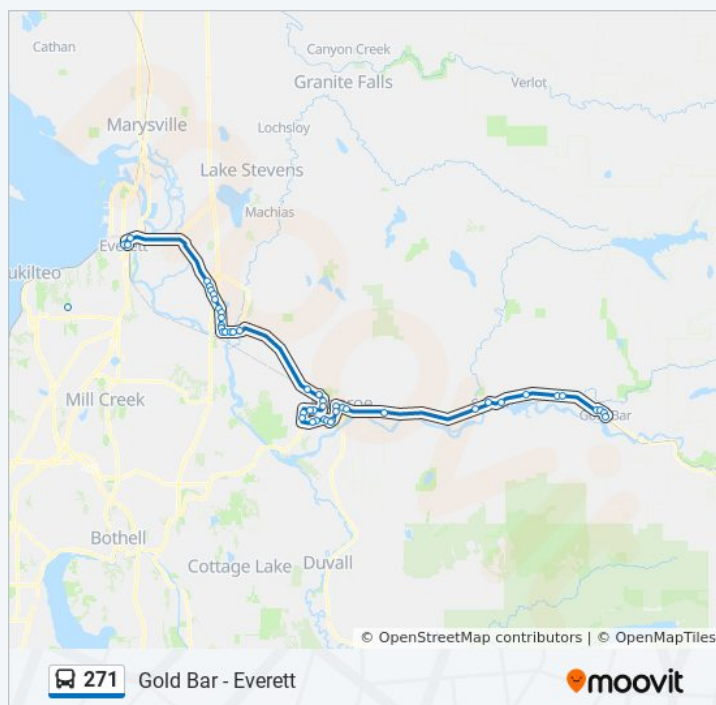 Cathan
Canyon Creek
Granite Falls
Verlot
Marysville
Lochsloy
Lake Stevens
Machias
Everett
ukilteo
Mill Creek
roe
S
Gold Bar
Bothell
Cottage Lake
Duvall
© OpenStreetMap contributors | © OpenMapTiles
271 Gold Bar - Everett
moovit